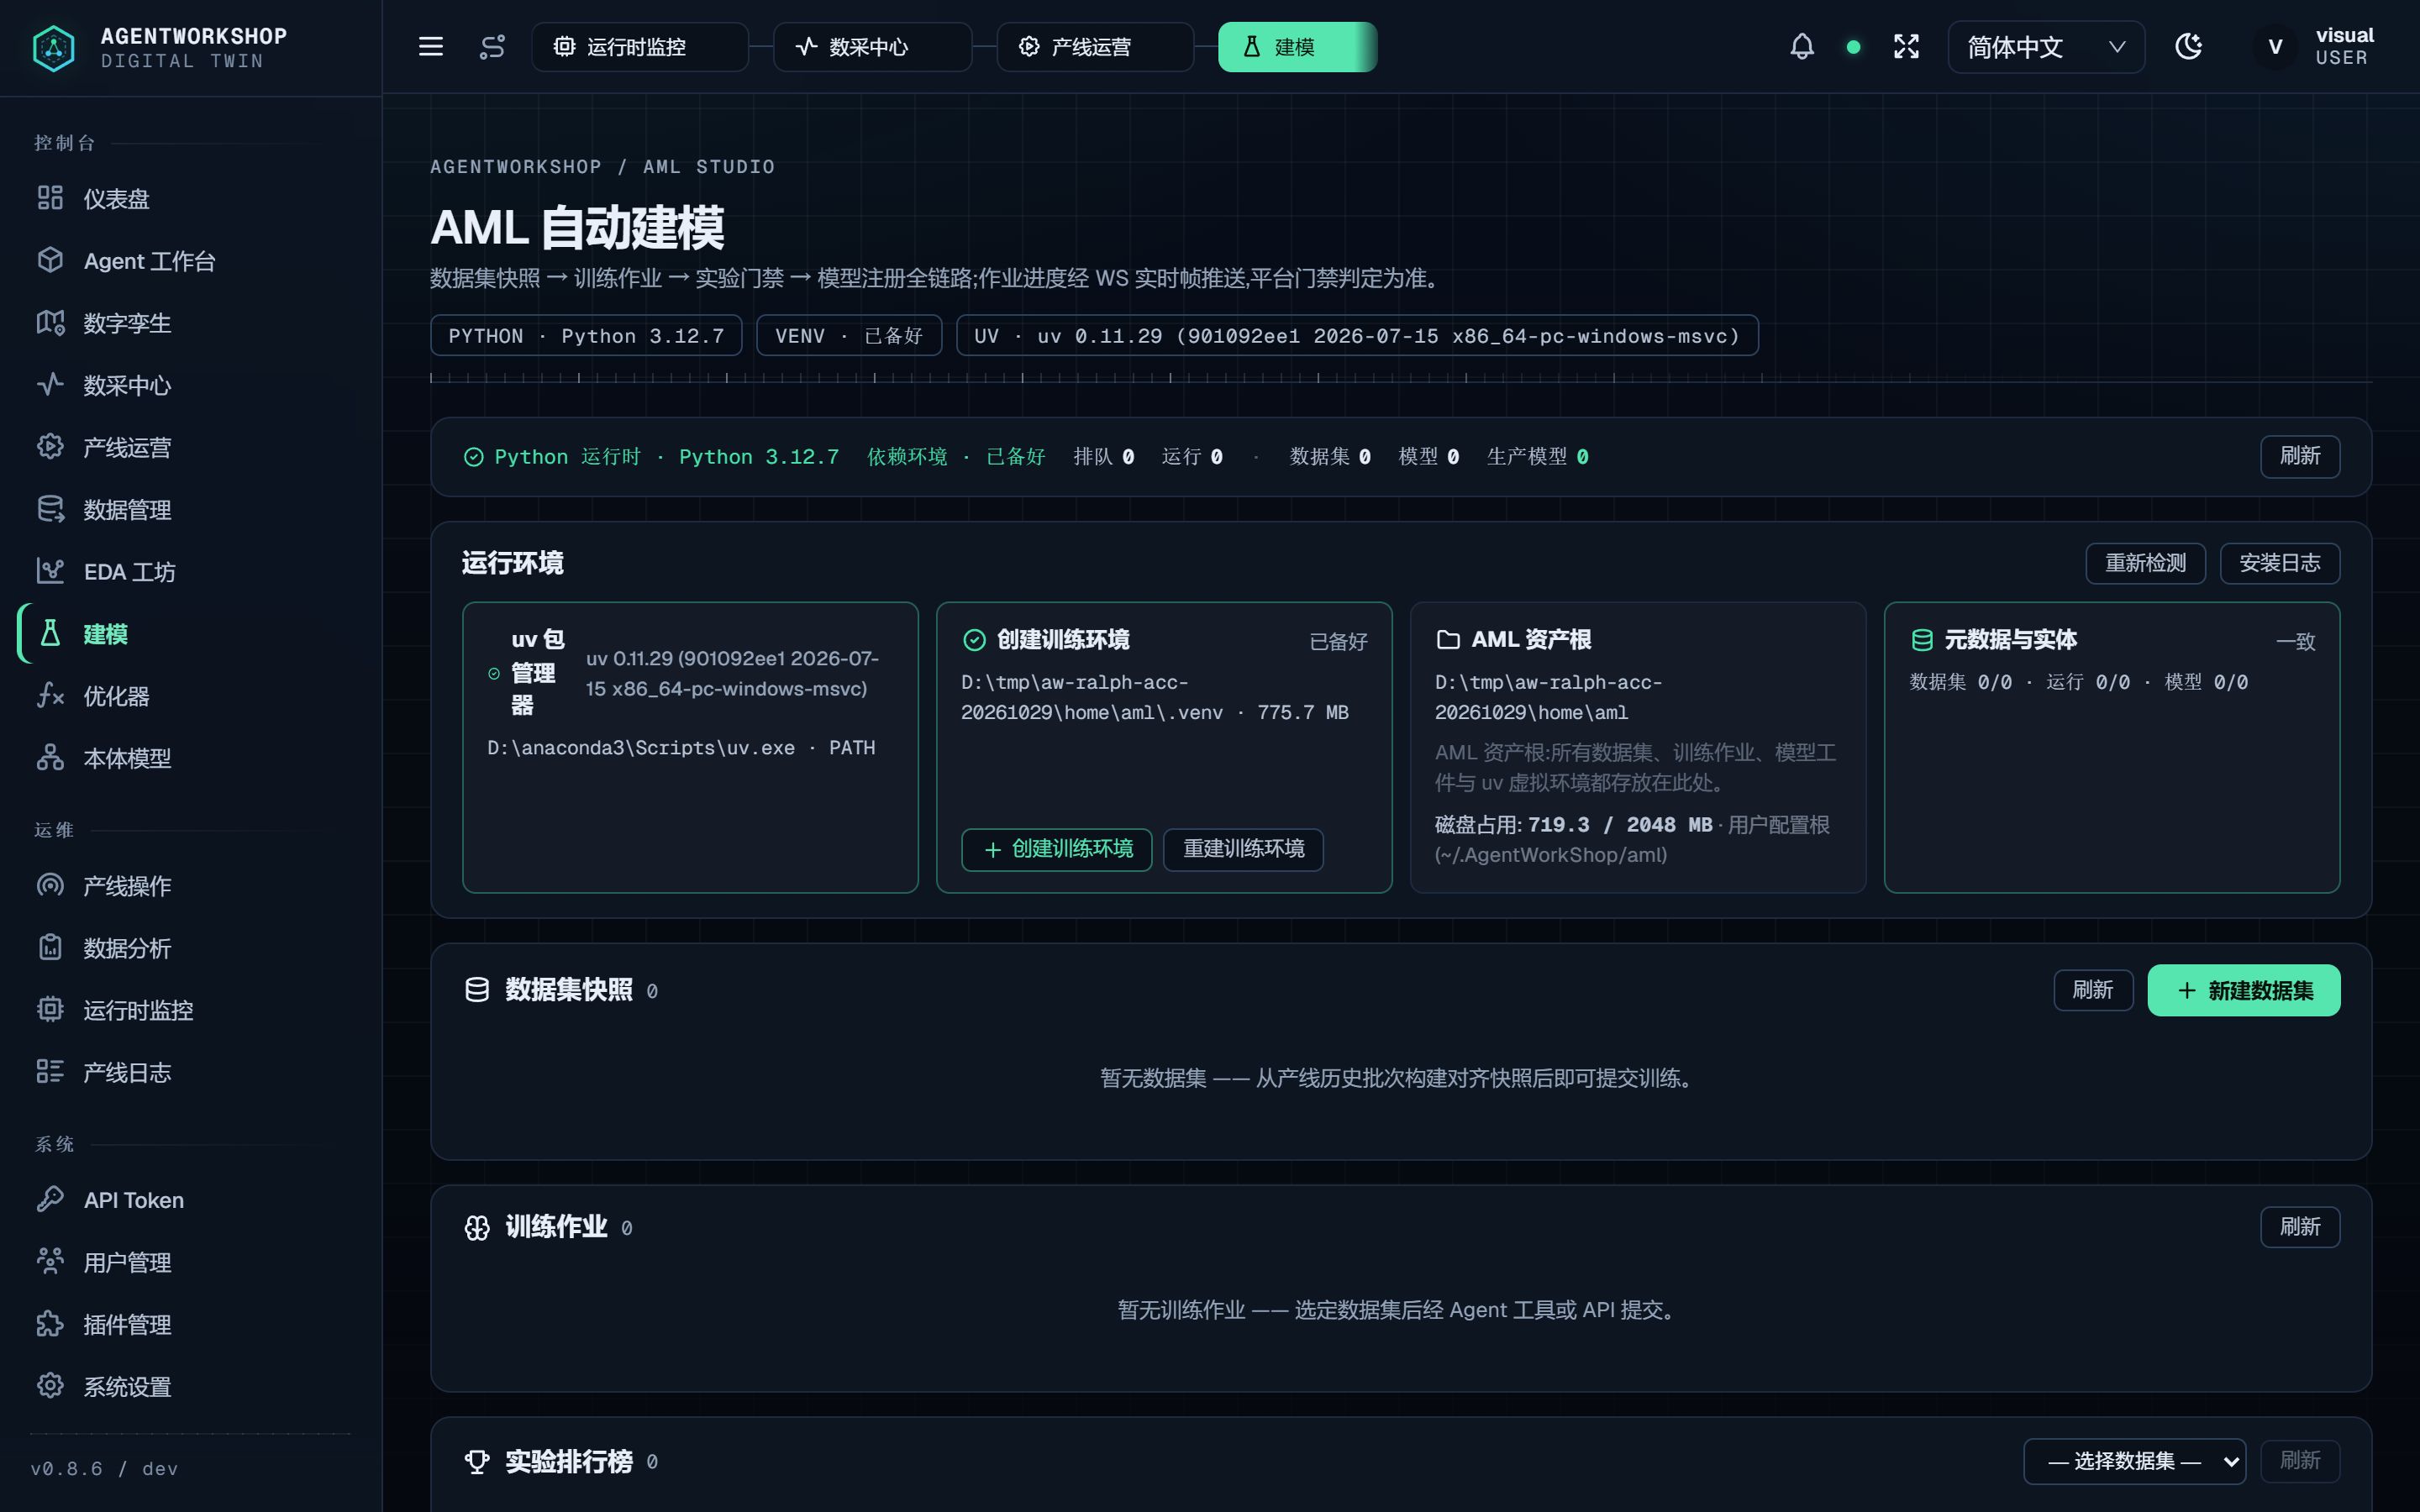 AGENTWORKSHOP
DIGITAL TWIN
运行时监控
数采中心
产线运营
建模
简体中文
V
visual
USER
控制台
仪表盘
Agent 工作台
数字孪生
数采中心
产线运营
数据管理
EDA 工坊
建模
优化器
本体模型
运维
产线操作
数据分析
运行时监控
产线日志
系统
API Token
用户管理
插件管理
系统设置
v0.8.6 / dev
AGENTWORKSHOP / AML STUDIO
AML 自动建模
数据集快照 → 训练作业 → 实验门禁 → 模型注册全链路;作业进度经 WS 实时帧推送,平台门禁判定为准。
PYTHON · Python 3.12.7
VENV · 已备好
UV · uv 0.11.29 (901092ee1 2026-07-15 x86_64-pc-windows-msvc)
Python 运行时 · Python 3.12.7 依赖环境 · 已备好 排队 0 运行 0 · 数据集 0 模型 0 生产模型 0
刷新
运行环境
重新检测
安装日志
uv 包
管理
器
uv 0.11.29 (901092ee1 2026-07-
15 x86_64-pc-windows-msvc)
D:\anaconda3\Scripts\uv.exe · PATH
创建训练环境
已备好
D:\tmp\aw-ralph-acc-
20261029\home\aml\.venv · 775.7 MB
创建训练环境
重建训练环境
AML 资产根
D:\tmp\aw-ralph-acc-
20261029\home\aml
AML 资产根:所有数据集、训练作业、模型工
件与 uv 虚拟环境都存放在此处。
磁盘占用: 719.3 / 2048 MB · 用户配置根
(~/.AgentWorkShop/aml)
元数据与实体
一致
数据集 0/0 · 运行 0/0 · 模型 0/0
数据集快照 0
刷新
新建数据集
暂无数据集 —— 从产线历史批次构建对齐快照后即可提交训练。
训练作业 0
刷新
暂无训练作业 —— 选定数据集后经 Agent 工具或 API 提交。
实验排行榜 0
— 选择数据集 —
刷新